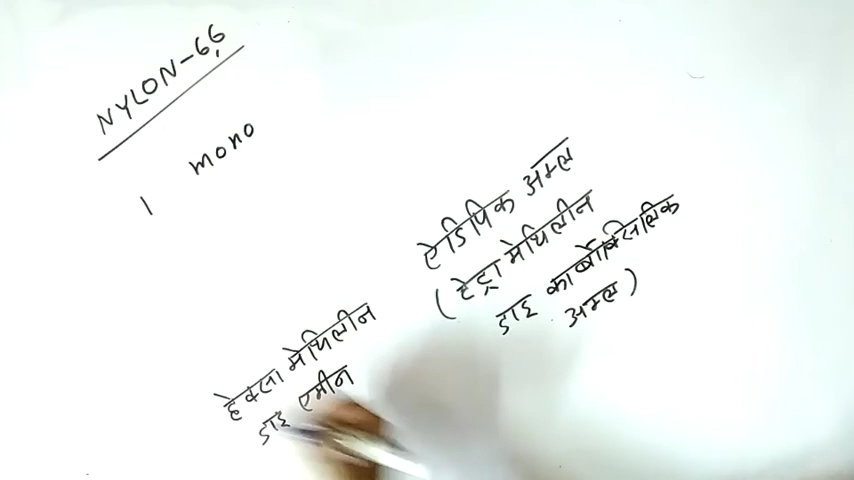 NYLON-6,6
1 mono
ऐडिपिक अम्ल
(टेट्रा मेथिलीन
डाइ कार्बोक्सिलिक
अम्ल)
हेक्सा मेथिलीन
डाइ एमीन